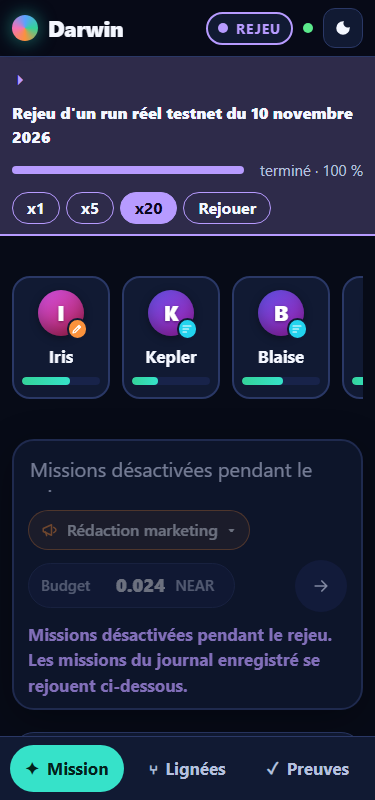 Darwin
REJEU
Rejeu d'un run réel testnet du 10 novembre
2026
terminé · 100 %
x1
x5
x20
Rejouer
I
K
B
Iris
Kepler
Blaise
Missions désactivées pendant le
Rédaction marketing
Budget
0.024
NEAR
Missions désactivées pendant le rejeu.
Les missions du journal enregistré se
rejouent ci-dessous.
Mission
Lignées
Preuves